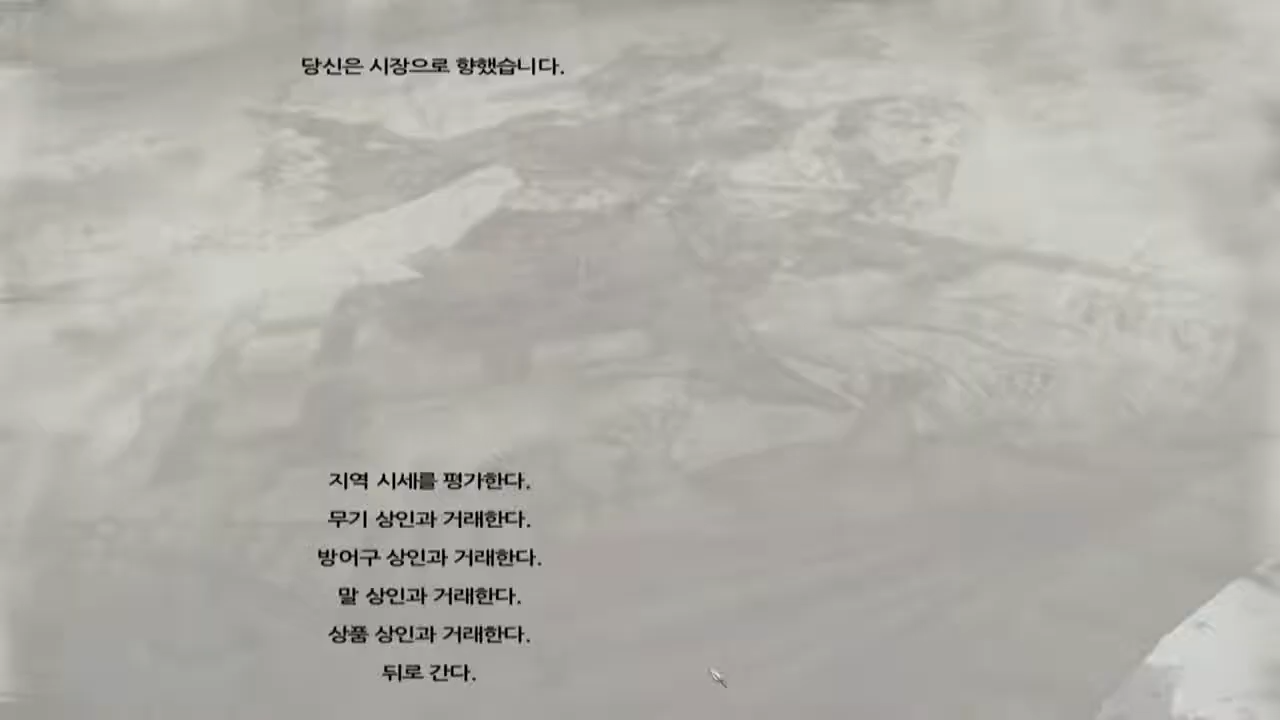 당신은 시장으로 향했습니다.
지역 시세를 평가한다.
무기 상인과 거래한다.
방어구 상인과 거래한다.
말 상인과 거래한다.
상품 상인과 거래한다.
뒤로 간다.